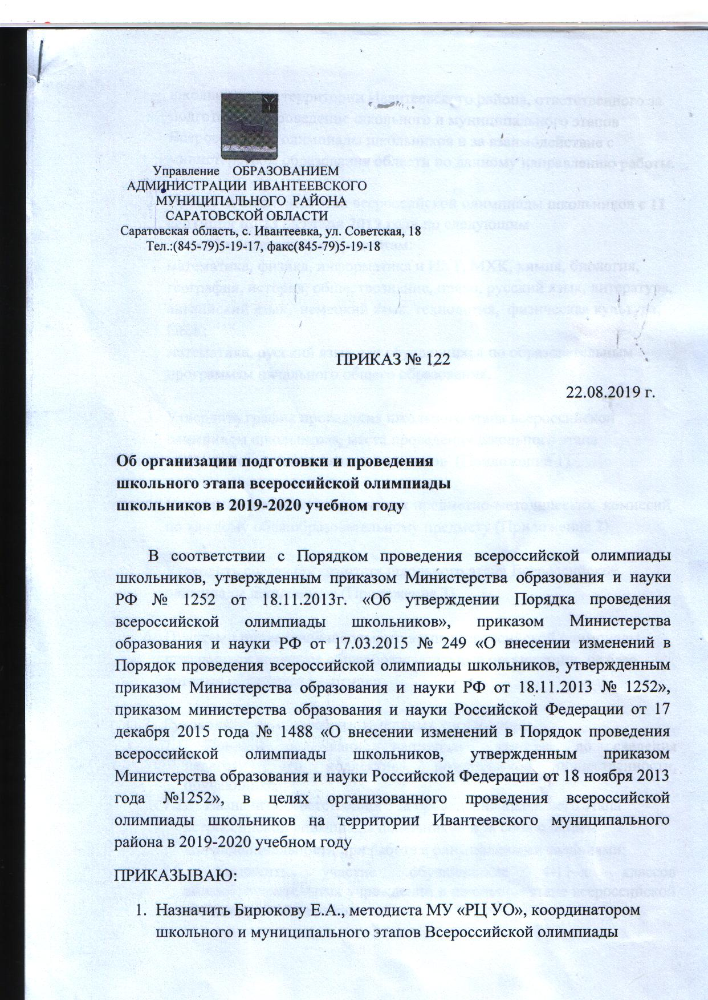 Управление ОБРАЗОВАНИЕМ
АДМИНИСТРАЦИИ ИВАНТЕЕВСКОГО
МУНИЦИПАЛЬНОГО РАЙОНА
САРАТОВСКОЙ ОБЛАСТИ
Саратовская область, с. Ивантеевка, ул. Советская, 18
Тел.:(845-79)5-19-17, факс(845-79)5-19-18
ПРИКАЗ № 122
22.08.2019 г.
Об организации подготовки и проведения
школьного этапа всероссийской олимпиады
школьников в 2019-2020 учебном году
В соответствии с Порядком проведения всероссийской олимпиады
школьников, утвержденным приказом Министерства образования и науки
РФ № 1252 от 18.11.2013г. «Об утверждении Порядка проведения
всероссийской олимпиады школьников», приказом Министерства
образования и науки РФ от 17.03.2015 № 249 «О внесении изменений в
Порядок проведения всероссийской олимпиады школьников, утвержденным
приказом Министерства образования и науки РФ от 18.11.2013 № 1252»,
приказом министерства образования и науки Российской Федерации от 17
декабря 2015 года № 1488 «О внесении изменений в Порядок проведения
всероссийской олимпиады школьников, утвержденным приказом
Министерства образования и науки Российской Федерации от 18 ноября 2013
года №1252», в целях организованного проведения всероссийской
олимпиады школьников на территории Ивантеевского муниципального
района в 2019-2020 учебном году
ПРИКАЗЫВАЮ:
1. Назначить Бирюкову Е.А., методиста МУ «РЦ УО», координатором
школьного и муниципального этапов Всероссийской олимпиады